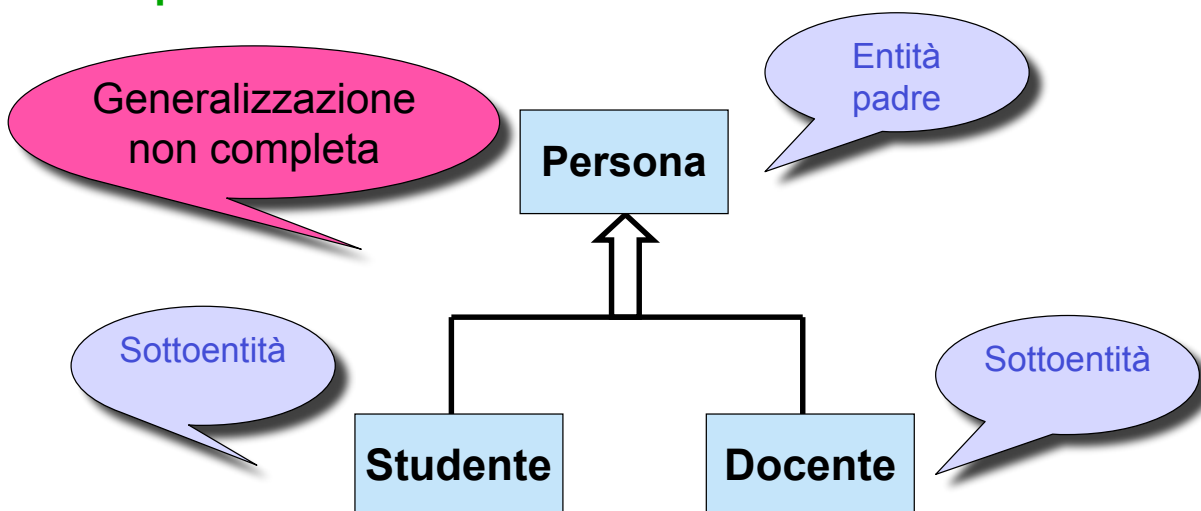 Generalizzazione
non completa
Entità
padre
Persona
Sottoentità
Sottoentità
Studente
Docente